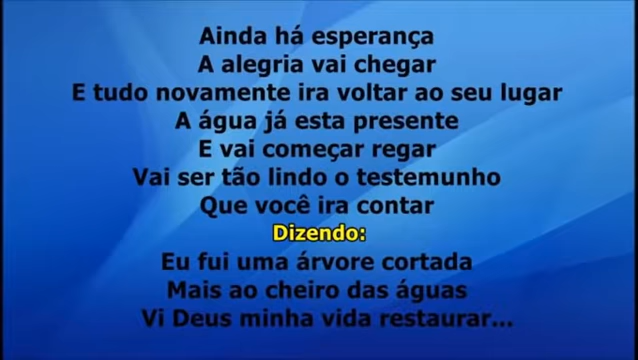 Ainda há esperança
A alegria vai chegar
E tudo novamente ira voltar ao seu lugar
A água já esta presente
E vai começar regar
Vai ser tão lindo o testemunho
Que você ira contar
Dizendo:
Eu fui uma árvore cortada
Mais ao cheiro das águas
Vi Deus minha vida restaurar...